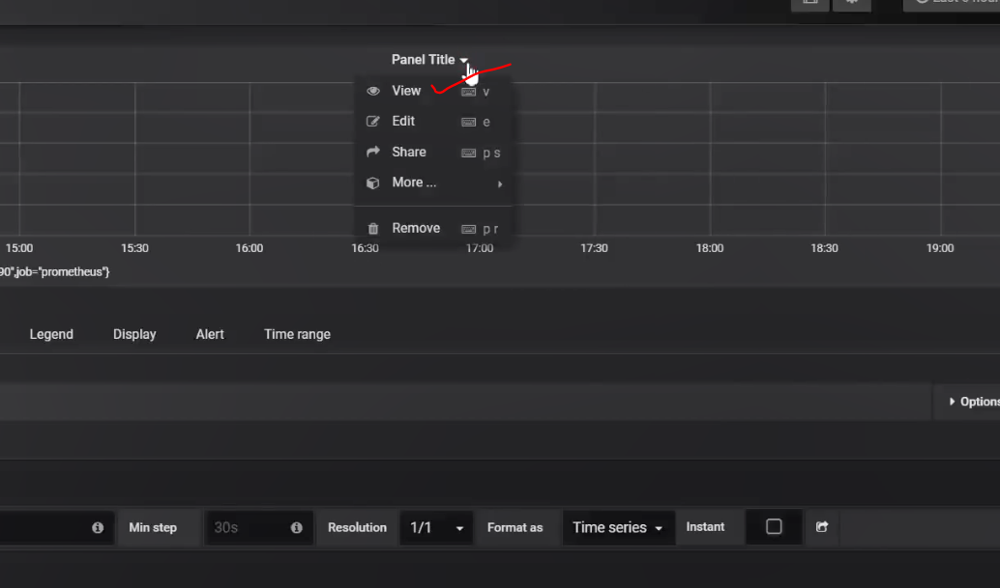 Panel Title
View v
Edit e
Share p s
More ...
Remove p r
15:00 15:30 16:00 16:30 17:00 17:30 18:00 18:30 19:00
90",job="prometheus"}
Legend Display Alert Time range
Options
Min step 30s Resolution 1/1 Format as Time series Instant